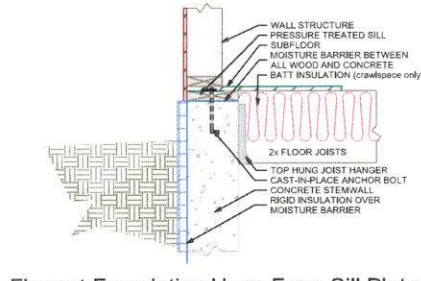 WALL STRUCTURE
PRESSURE TREATED SILL
SUBFLOOR
MOISTURE BARRIER BETWEEN
ALL WOOD AND CONCRETE
BATT INSULATION (crawlspace only
2x FLOOR JOISTS
TOP HUNG JOIST HANGER
CAST-IN-PLACE ANCHOR BOLT
CONCRETE STEMWALL
RIGID INSULATION OVER
MOISTURE BARRIER